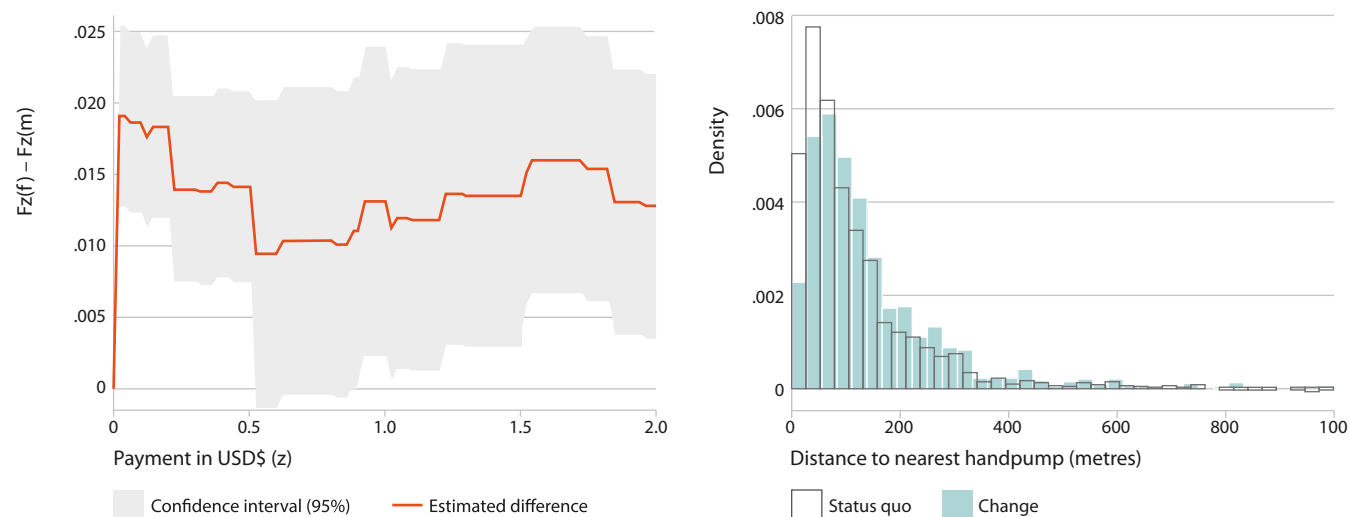 Fz(f) – Fz(m)
.025
.020
.015
.010
.005
0
0 0.5 1.0 1.5 2.0
Payment in USD$ (z)
Confidence interval (95%) Estimated difference
Density
.008
.006
.004
.002
0
0 200 400 600 800 100
Distance to nearest handpump (metres)
Status quo Change